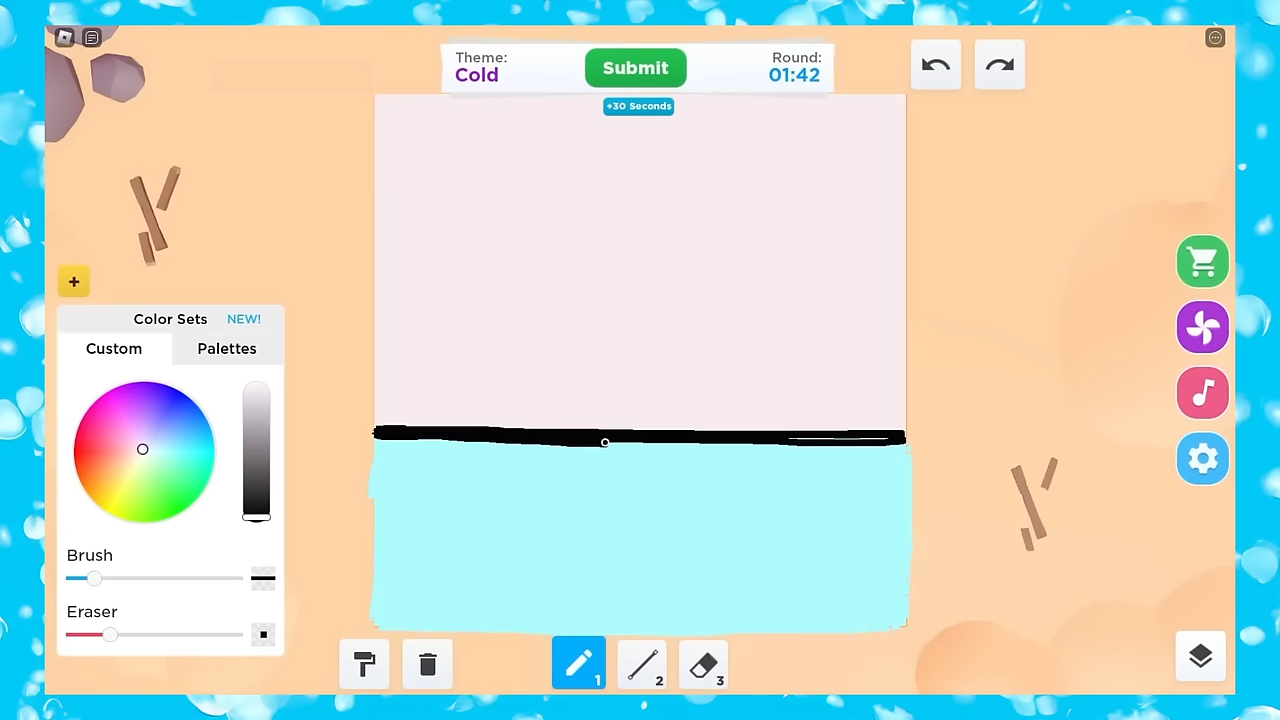 Theme:
Cold
Submit
Round:
01:42
+30 Seconds
+
Color Sets NEW!
Custom Palettes
Brush
Eraser
1
2
3